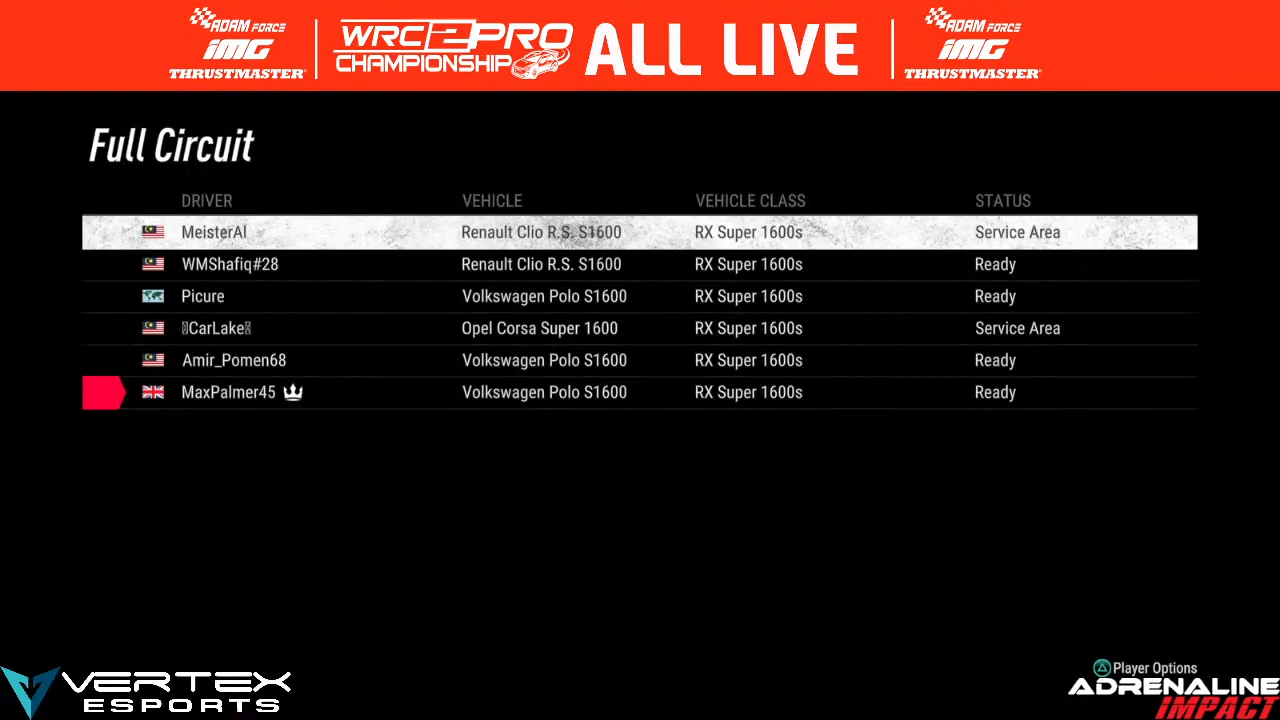 ADAM FORCE
iMG
THRUSTMASTER
WRC2PRO
CHAMPIONSHIP
ALL LIVE
ADAM FORCE
iMG
THRUSTMASTER
Full Circuit
DRIVER VEHICLE VEHICLE CLASS STATUS
MeisterAl Renault Clio R.S. S1600 RX Super 1600s Service Area
WMShafiq#28 Renault Clio R.S. S1600 RX Super 1600s Ready
Picure Volkswagen Polo S1600 RX Super 1600s Ready
CarLake Opel Corsa Super 1600 RX Super 1600s Service Area
Amir_Pomen68 Volkswagen Polo S1600 RX Super 1600s Ready
MaxPalmer45 Volkswagen Polo S1600 RX Super 1600s Ready
Player Options
VERTEX
ESPORTS
ADRENALINE
IMPACT